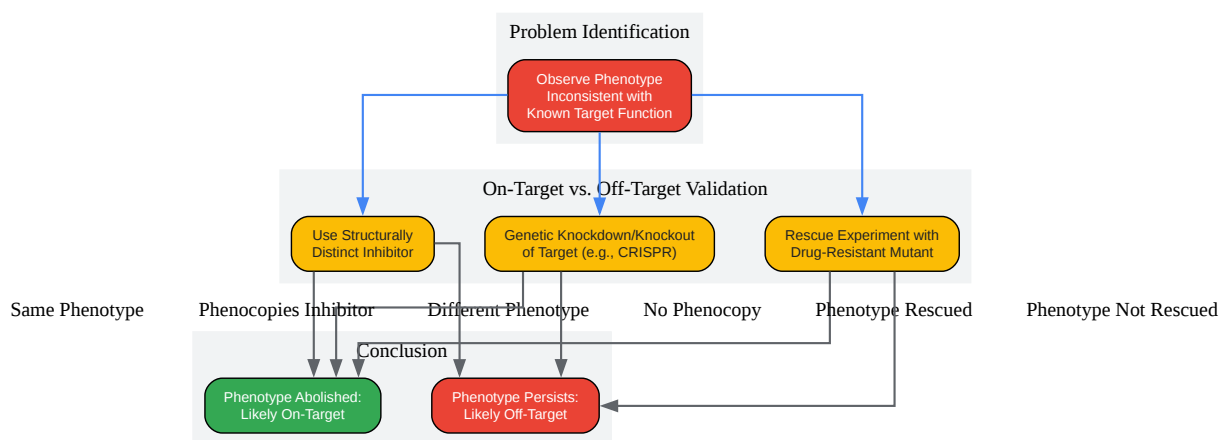 Problem Identification
Observe Phenotype
Inconsistent with
Known Target Function
On-Target vs. Off-Target Validation
Use Structurally
Distinct Inhibitor
Genetic Knockdown/Knockout
of Target (e.g., CRISPR)
Rescue Experiment with
Drug-Resistant Mutant
Same Phenotype
Phenocopies Inhibitor
Different Phenotype
No Phenocopy
Phenotype Rescued
Phenotype Not Rescued
Conclusion
Phenotype Abolished:
Likely On-Target
Phenotype Persists:
Likely Off-Target